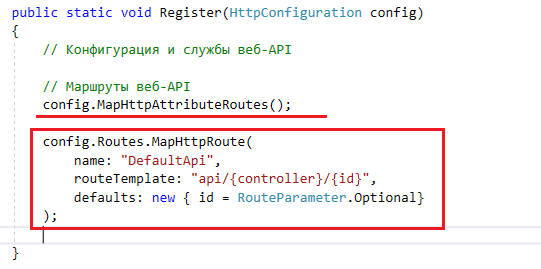 public static void Register(HttpConfiguration config)
{
// Конфигурация и службы веб-API
// Маршруты веб-API
config.MapHttpAttributeRoutes();
config.Routes.MapHttpRoute(
name: "DefaultApi",
routeTemplate: "api/{controller}/{id}",
defaults: new { id = RouteParameter.Optional}
);
}